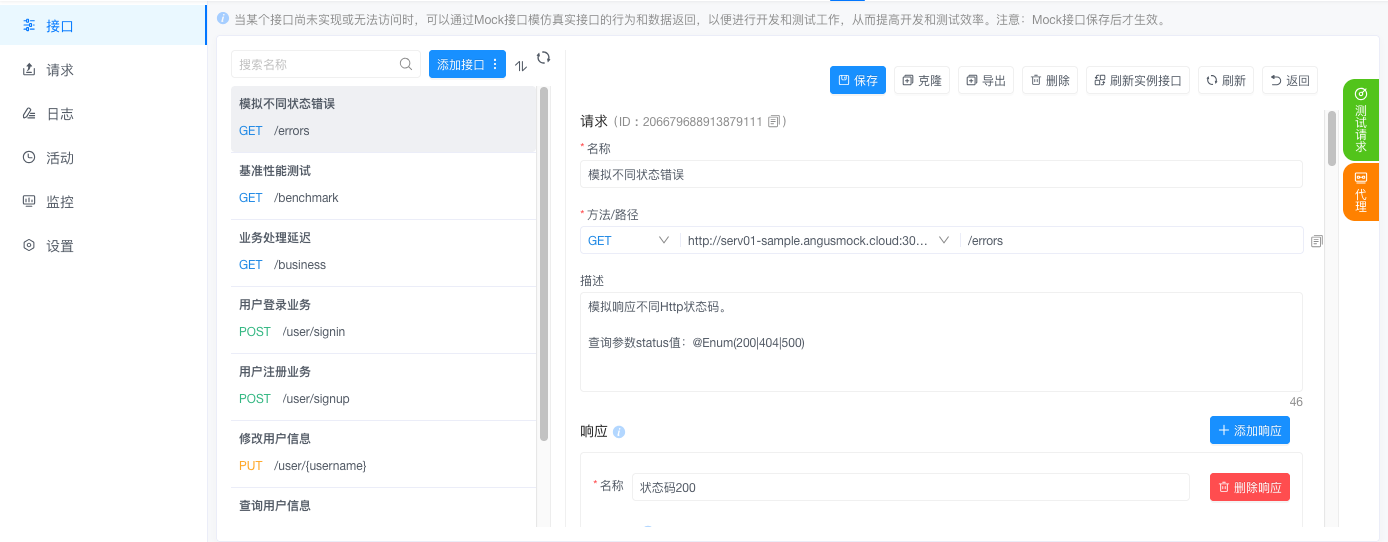 当某个接口尚未实现或无法访问时，可以通过Mock接口模仿真实接口的行为和数据返回，以便进行开发和测试工作，从而提高开发和测试效率。注意：Mock接口保存后才生效。
接口
请求
日志
活动
监控
设置
搜索名称
添加接口
模拟不同状态错误
GET /errors
基准性能测试
GET /benchmark
业务处理延迟
GET /business
用户登录业务
POST /user/signin
用户注册业务
POST /user/signup
修改用户信息
PUT /user/{username}
查询用户信息
保存 克隆 导出 删除 刷新实例接口 刷新 返回
请求 (ID：206679688913879111)
* 名称
模拟不同状态错误
* 方法/路径
GET http://serv01-sample.angusmock.cloud:30... /errors
描述
模拟响应不同Http状态码。
查询参数status值：@Enum(200|404|500)
46
响应
添加响应
* 名称 状态码200
删除响应
测试请求
代理